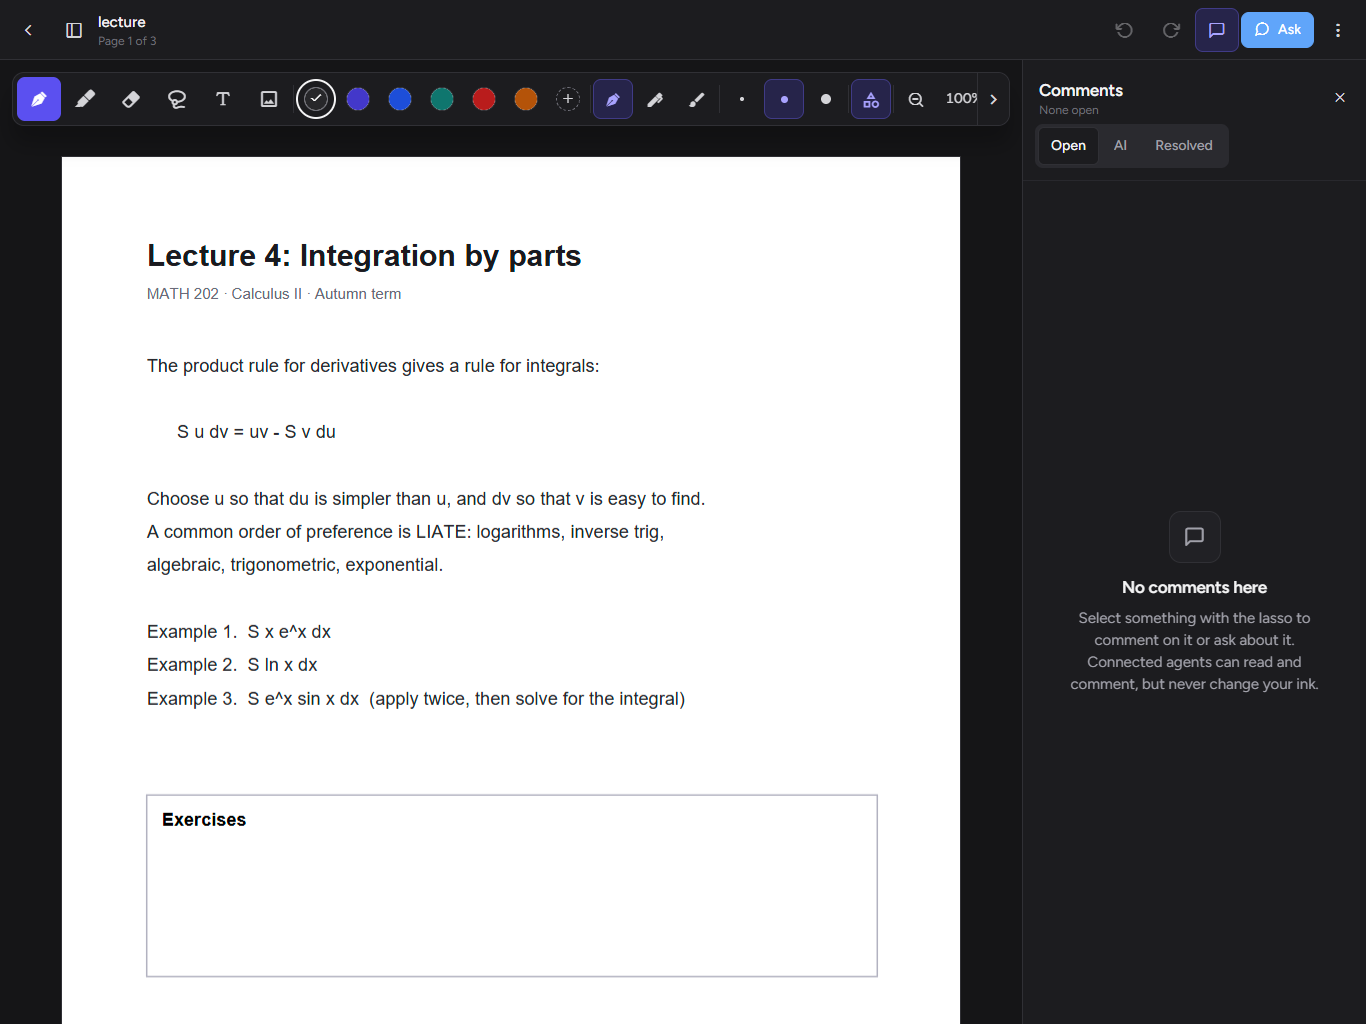 lecture
Page 1 of 3
Ask
T
100%
Comments
None open
Open AI Resolved
Lecture 4: Integration by parts
MATH 202 · Calculus II · Autumn term
The product rule for derivatives gives a rule for integrals:
S u dv = uv - S v du
Choose u so that du is simpler than u, and dv so that v is easy to find.
A common order of preference is LIATE: logarithms, inverse trig,
algebraic, trigonometric, exponential.
Example 1. S x e^x dx
Example 2. S ln x dx
Example 3. S e^x sin x dx (apply twice, then solve for the integral)
Exercises
No comments here
Select something with the lasso to
comment on it or ask about it.
Connected agents can read and
comment, but never change your ink.